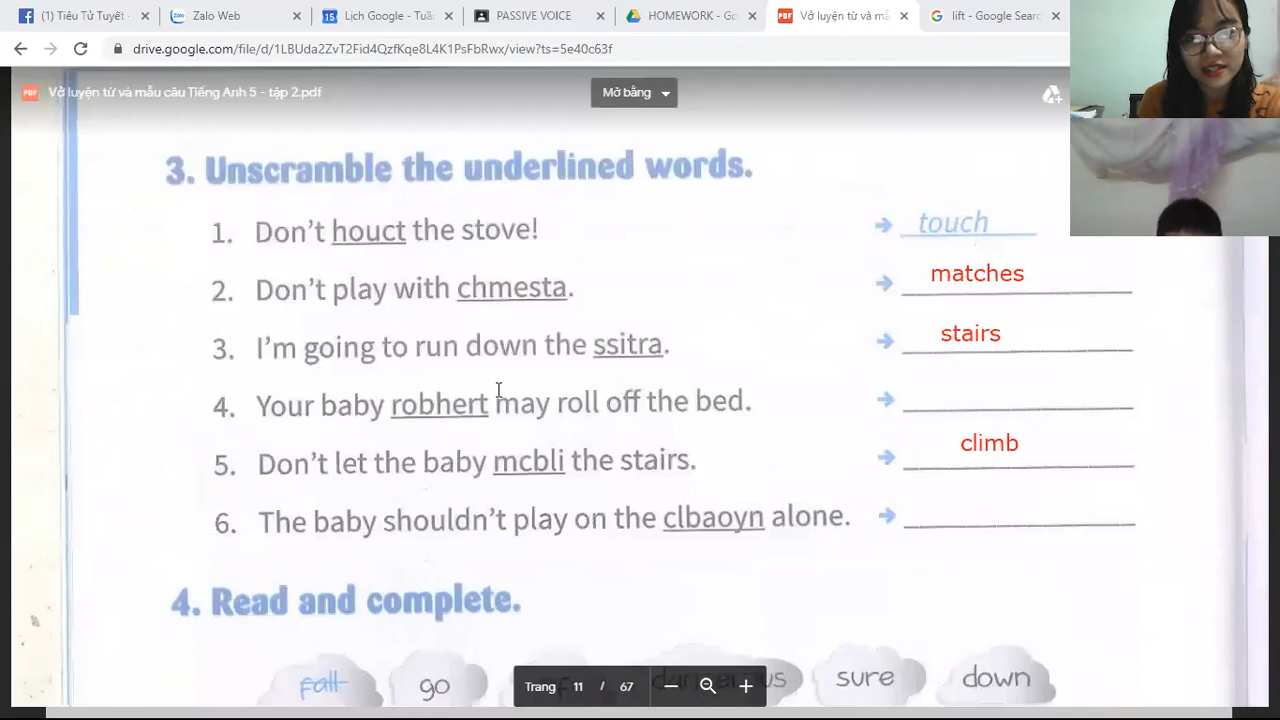 (1) Tiểu Tử Tuyết
Zalo Web
Lịch Google - Tuần
PASSIVE VOICE
HOMEWORK
Vở luyện từ và mẫ
lift - Google Searc
drive.google.com/file/d/1LBUda2ZvT2Fid4QzfKqe8L4K1PsFbRwx/view?ts=5e40c63f
PDF Vở luyện từ và mẫu câu Tiếng Anh 5 - tập 2.pdf
Mở bằng
3. Unscramble the underlined words.
1. Don't houct the stove! touch
2. Don't play with chmesta. matches
3. I'm going to run down the ssitra. stairs
4. Your baby robhert may roll off the bed.
5. Don't let the baby mcbli the stairs. climb
6. The baby shouldn't play on the clbaoyn alone.
4. Read and complete.
fall go sure down
Trang 11 / 67